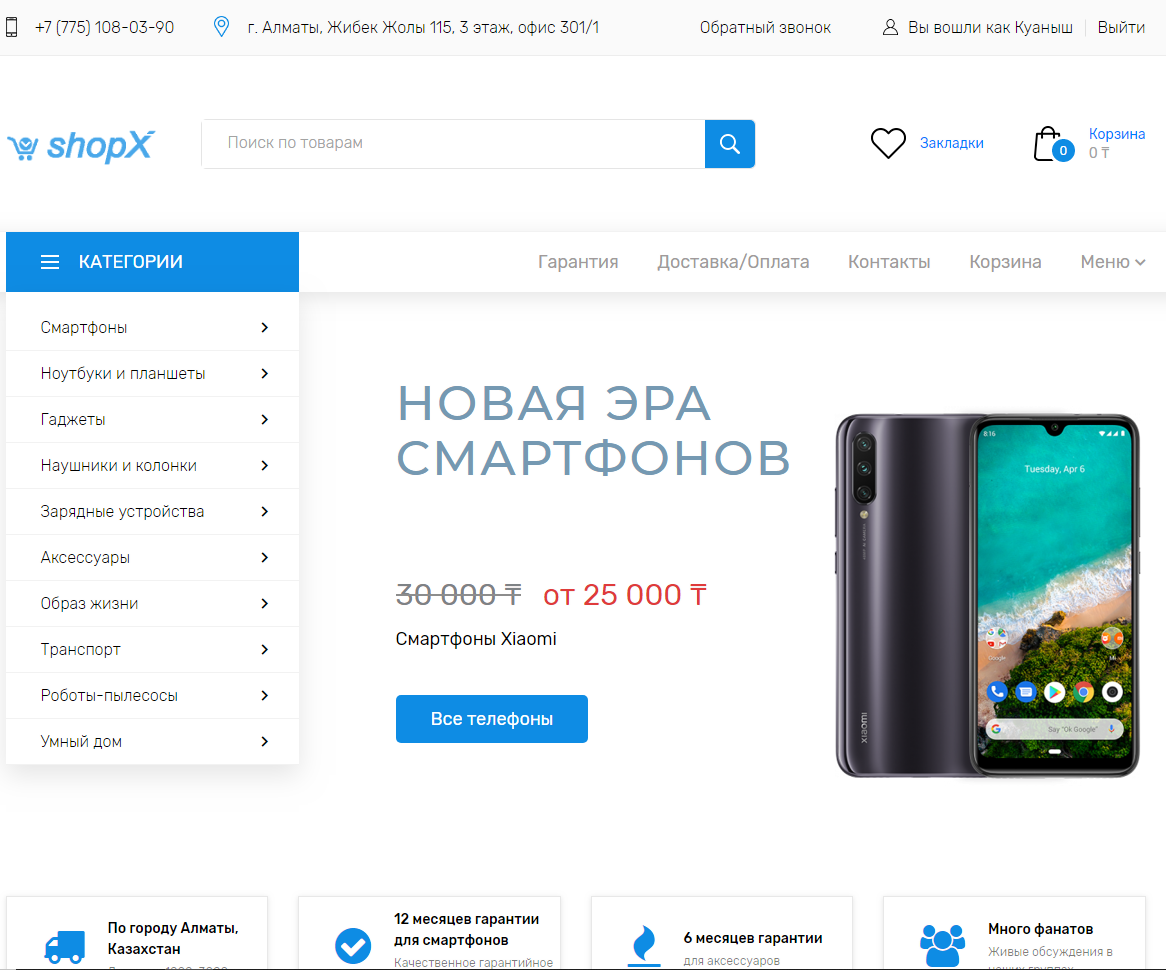 +7 (775) 108-03-90
г. Алматы, Жибек Жолы 115, 3 этаж, офис 301/1
Обратный звонок
Вы вошли как Куаныш
Выйти
shopX
Поиск по товарам
Закладки
0
Корзина
0 ₸
КАТЕГОРИИ
Гарантия
Доставка/Оплата
Контакты
Корзина
Меню
Смартфоны
Ноутбуки и планшеты
Гаджеты
Наушники и колонки
Зарядные устройства
Аксессуары
Образ жизни
Транспорт
Роботы-пылесосы
Умный дом
НОВАЯ ЭРА
СМАРТФОНОВ
30 000 ₸ от 25 000 ₸
Смартфоны Xiaomi
Все телефоны
8:16
Tuesday, Apr 6
Google
Mi
Say "Ok Google"
xiaomi
По городу Алматы,
Казахстан
12 месяцев гарантии
для смартфонов
Качественное гарантийное
6 месяцев гарантии
для аксессуаров
Много фанатов
Живые обсуждения в
наших группах